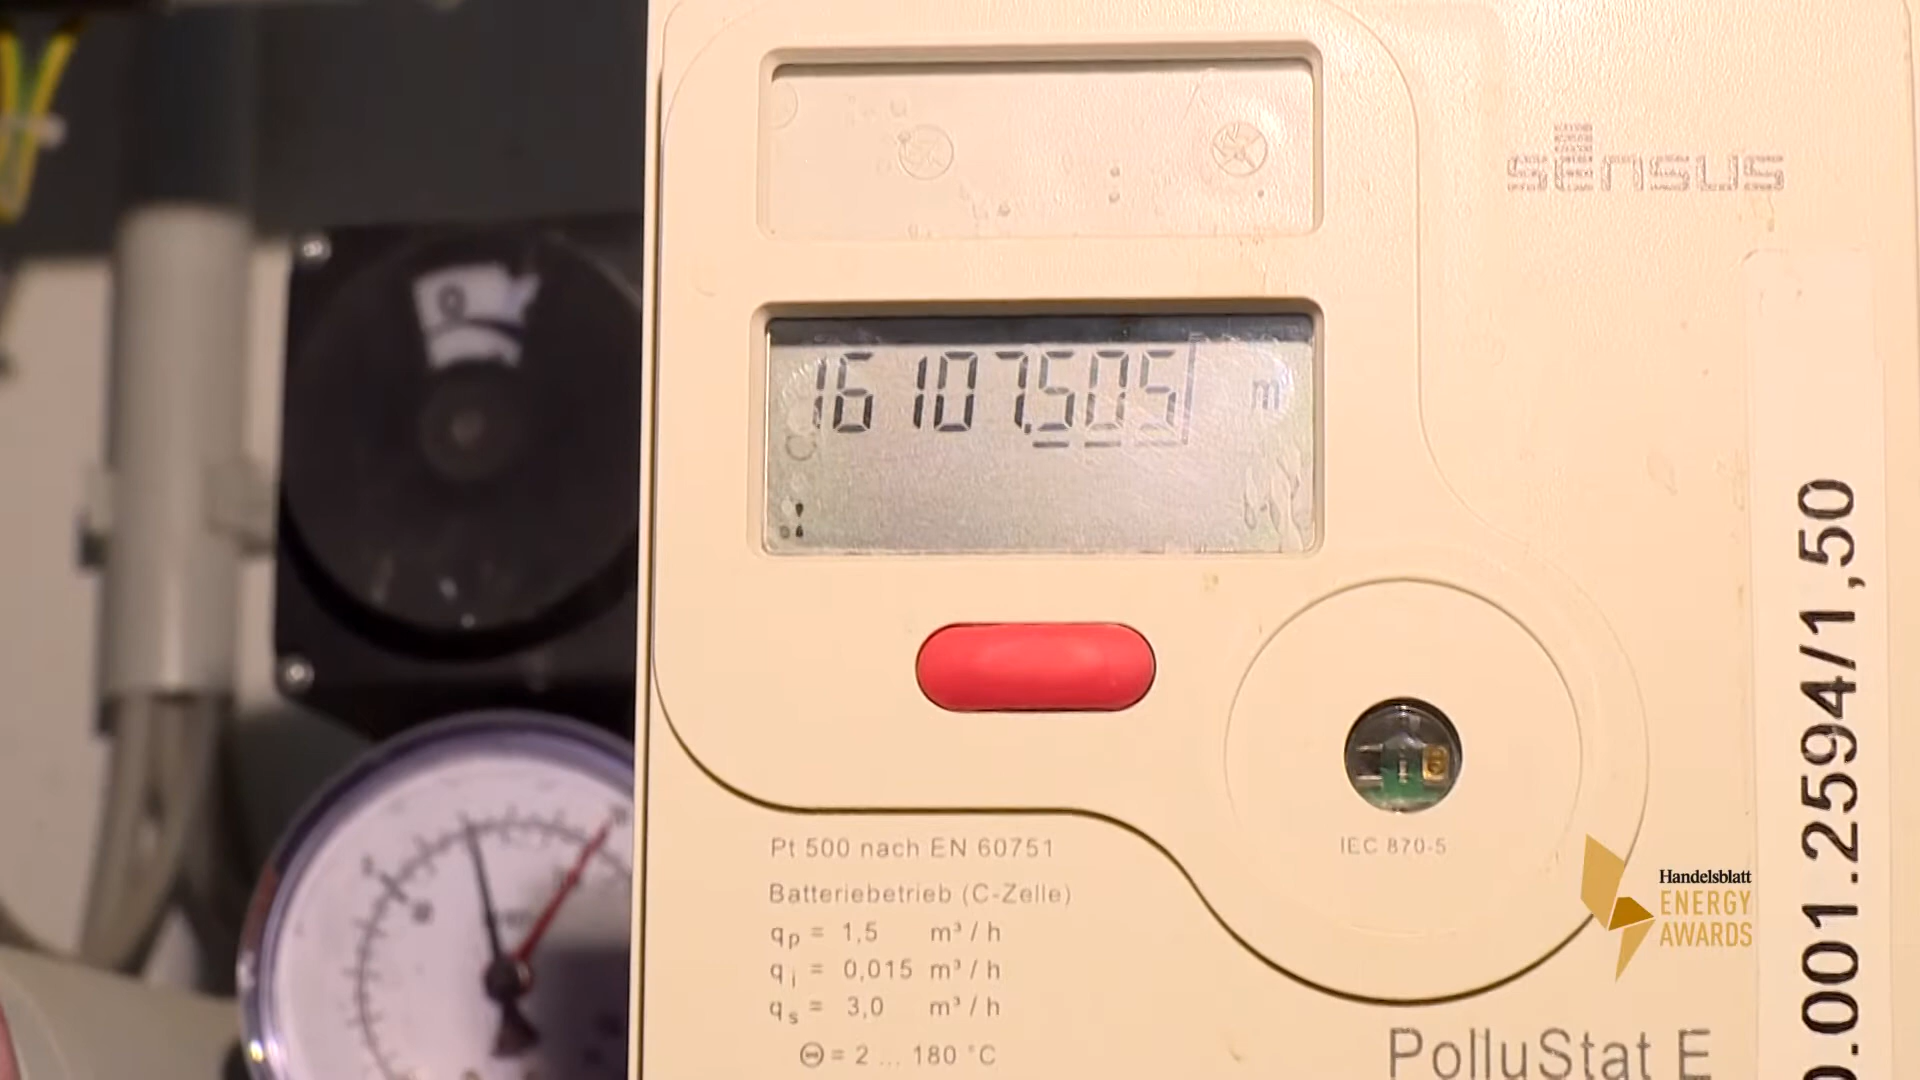 sensus
16107,505 m³
Pt 500 nach EN 60751
Batteriebetrieb (C-Zelle)
qp = 1,5 m³/h
qi = 0,015 m³/h
qs = 3,0 m³/h
Θ = 2 ... 180 °C
IEC 870-5
PolluStat E
0.001.2594/1,50
Handelsblatt
ENERGY
AWARDS